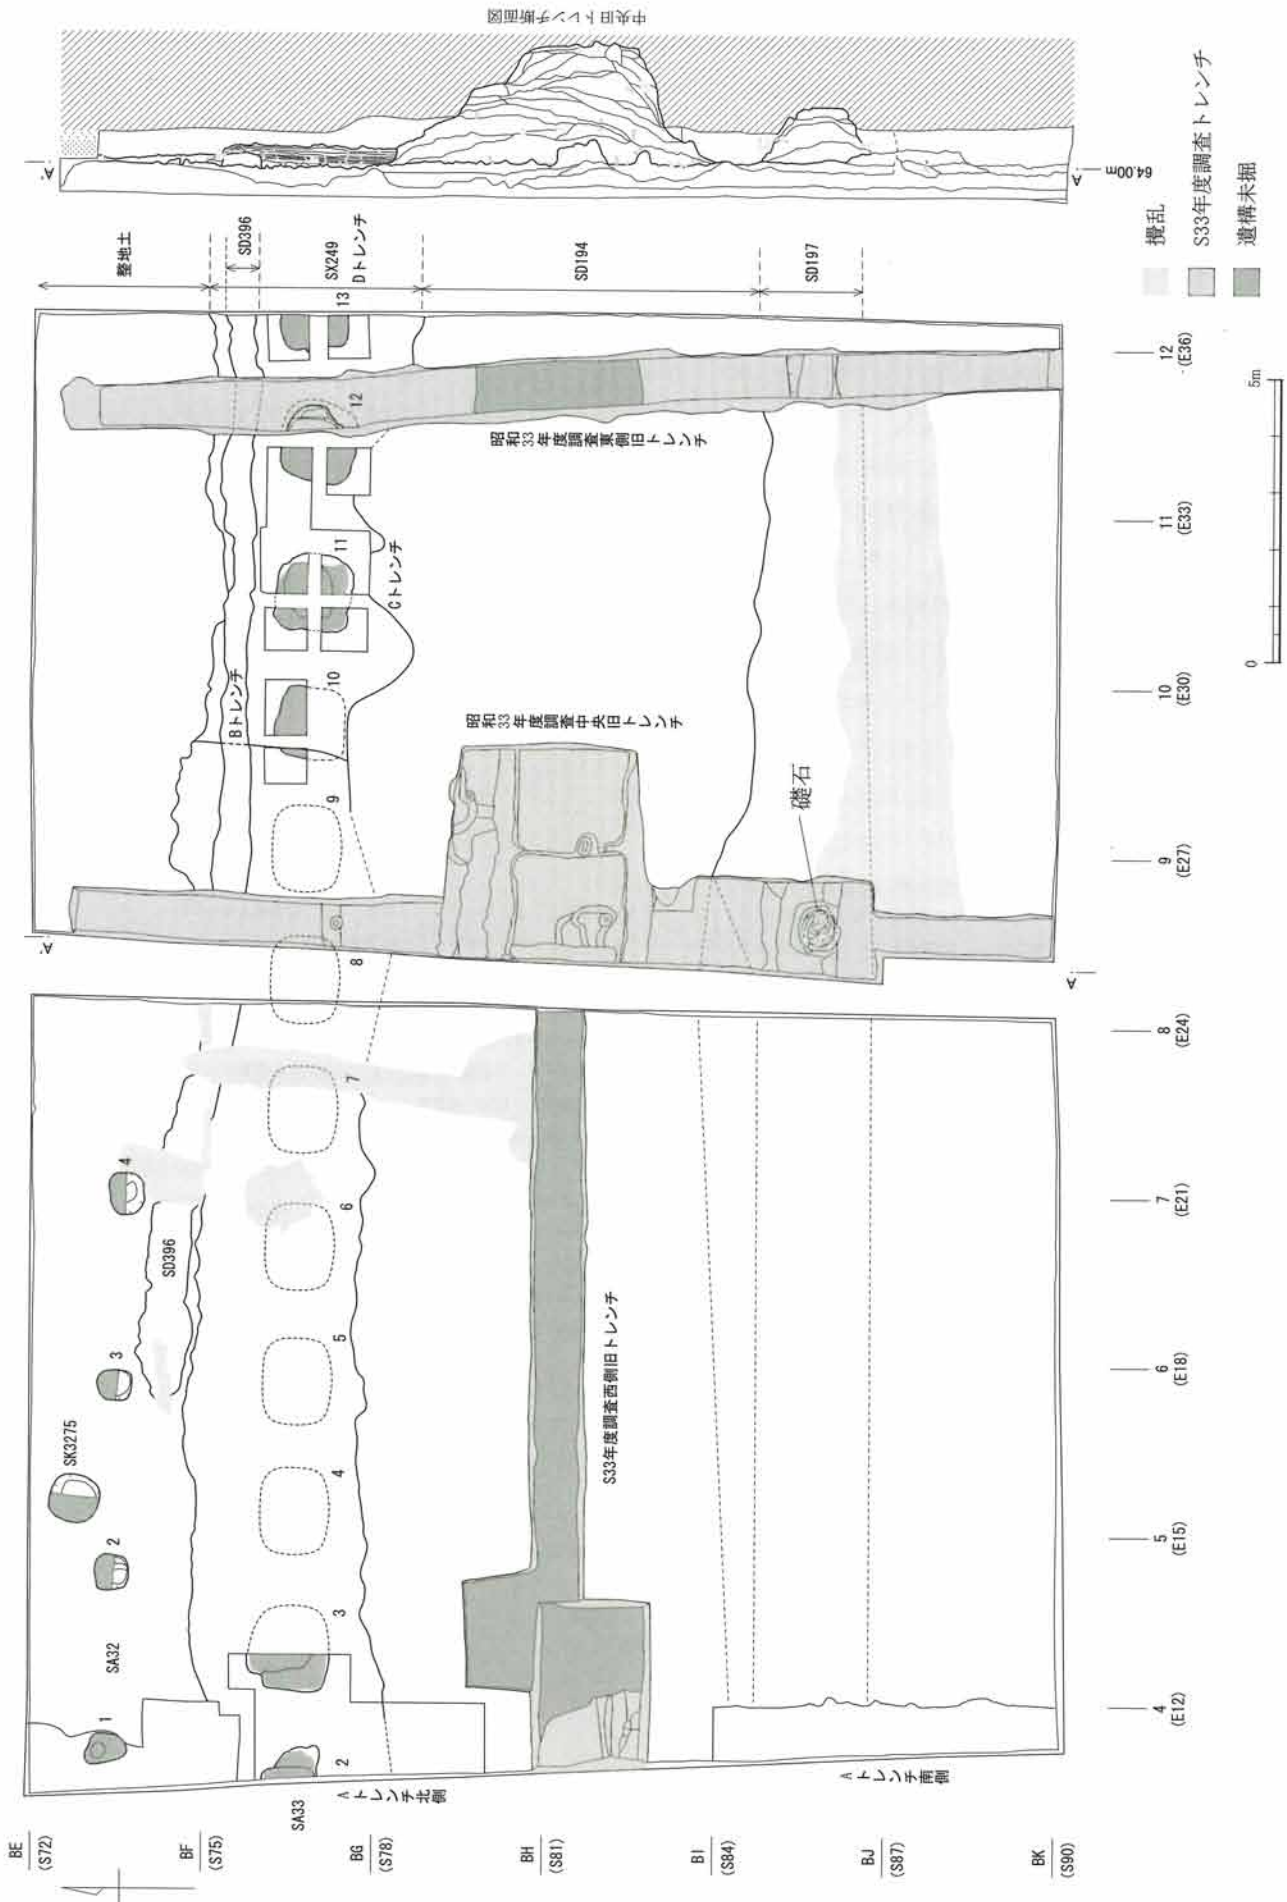 中央旧トレンチ断面図
A'
A
64.00m
攪乱
S33年度調査トレンチ
遺構未掘
整地土
SD396
SX249
Dトレンチ
SD194
SD197
13
12
昭和33年度調査東側旧トレンチ
11
Cトレンチ
Bトレンチ
10
昭和33年度調査中央旧トレンチ
9
礎石
A'
8
A
7
4
SD396
6
3
5
SK3275
4
S33年度調査西側旧トレンチ
2
3
SA32
1
2
SA33
Aトレンチ北側
Aトレンチ南側
12
(E36)
11
(E33)
10
(E30)
9
(E27)
8
(E24)
7
(E21)
6
(E18)
5
(E15)
4
(E12)
BE
(S72)
BF
(S75)
BG
(S78)
BH
(S81)
BI
(S84)
BJ
(S87)
BK
(S90)
0
5m